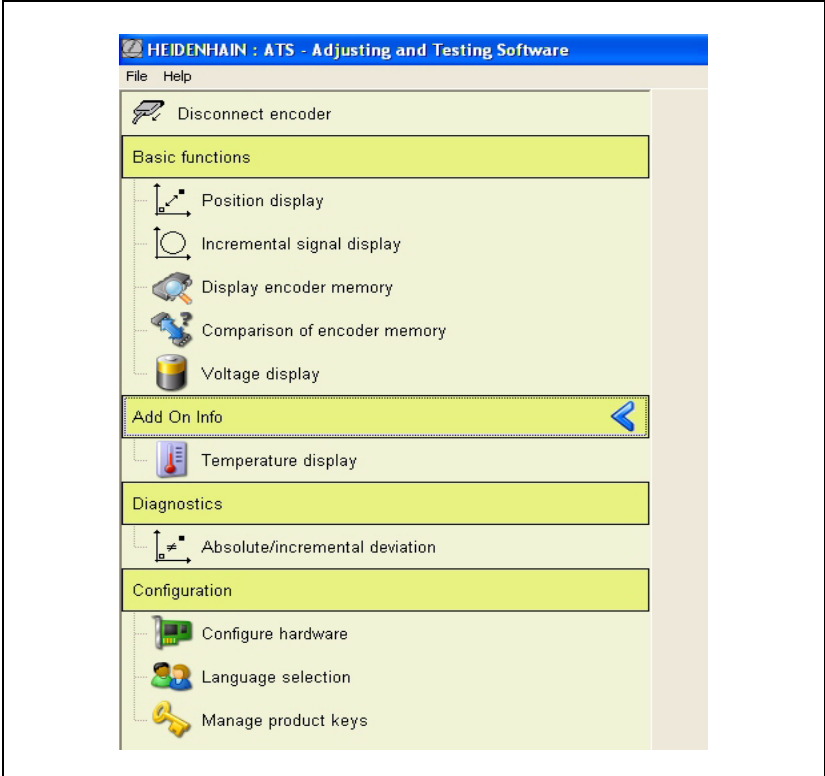 HEIDENHAIN : ATS - Adjusting and Testing Software
File Help
Disconnect encoder
Basic functions
Position display
Incremental signal display
Display encoder memory
Comparison of encoder memory
Voltage display
Add On Info
Temperature display
Diagnostics
Absolute/incremental deviation
Configuration
Configure hardware
Language selection
Manage product keys